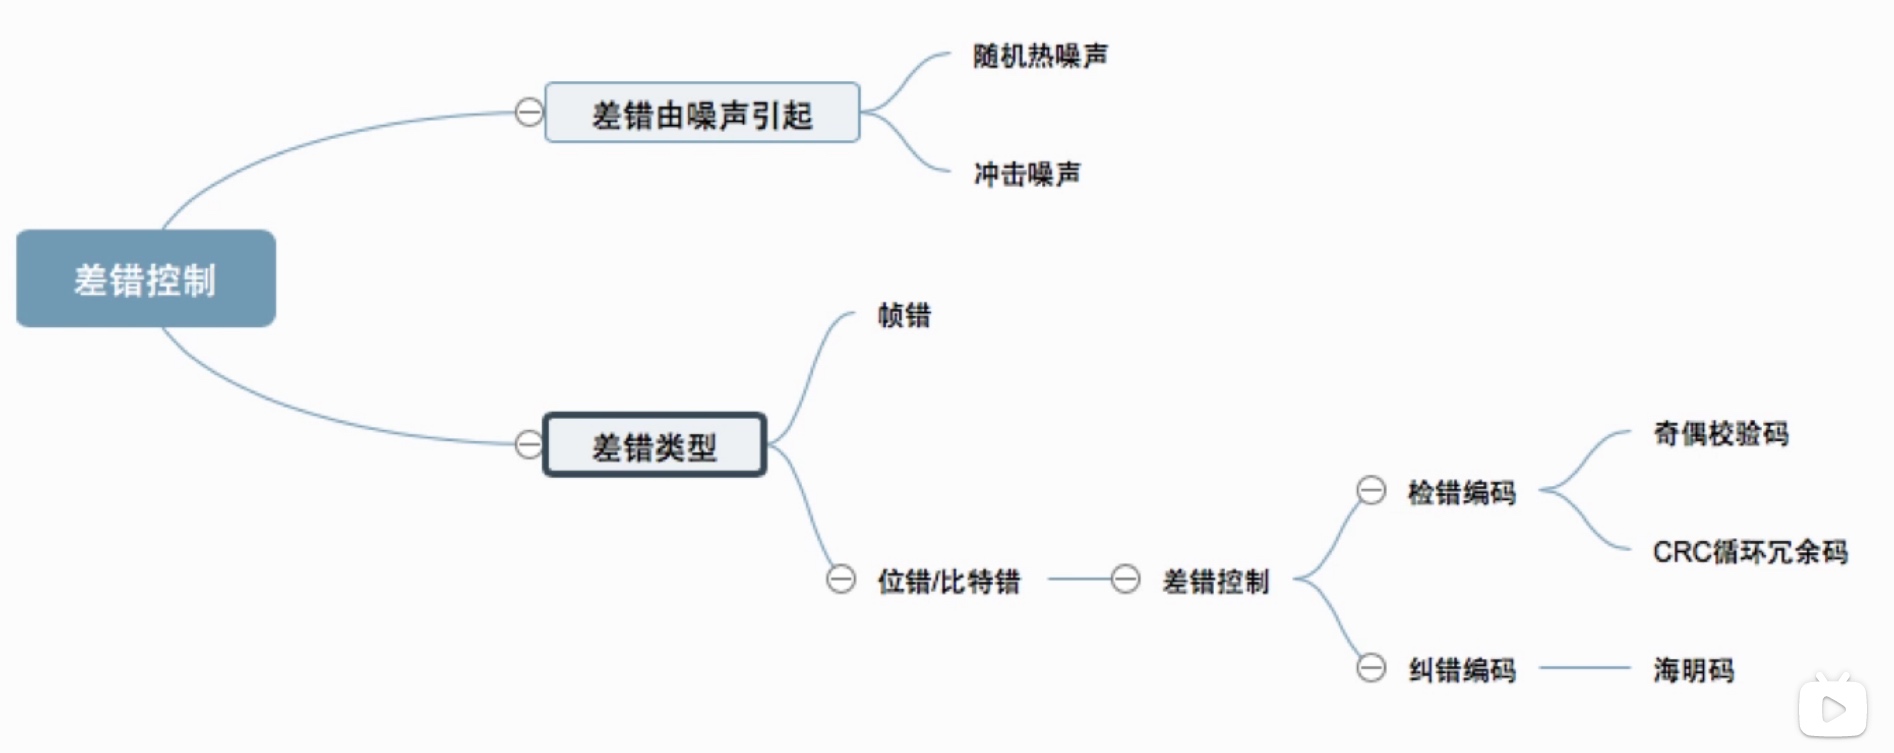 随机热噪声
差错由噪声引起
冲击噪声
差错控制
帧错
差错类型
奇偶校验码
检错编码
CRC循环冗余码
位错/比特错
差错控制
纠错编码
海明码